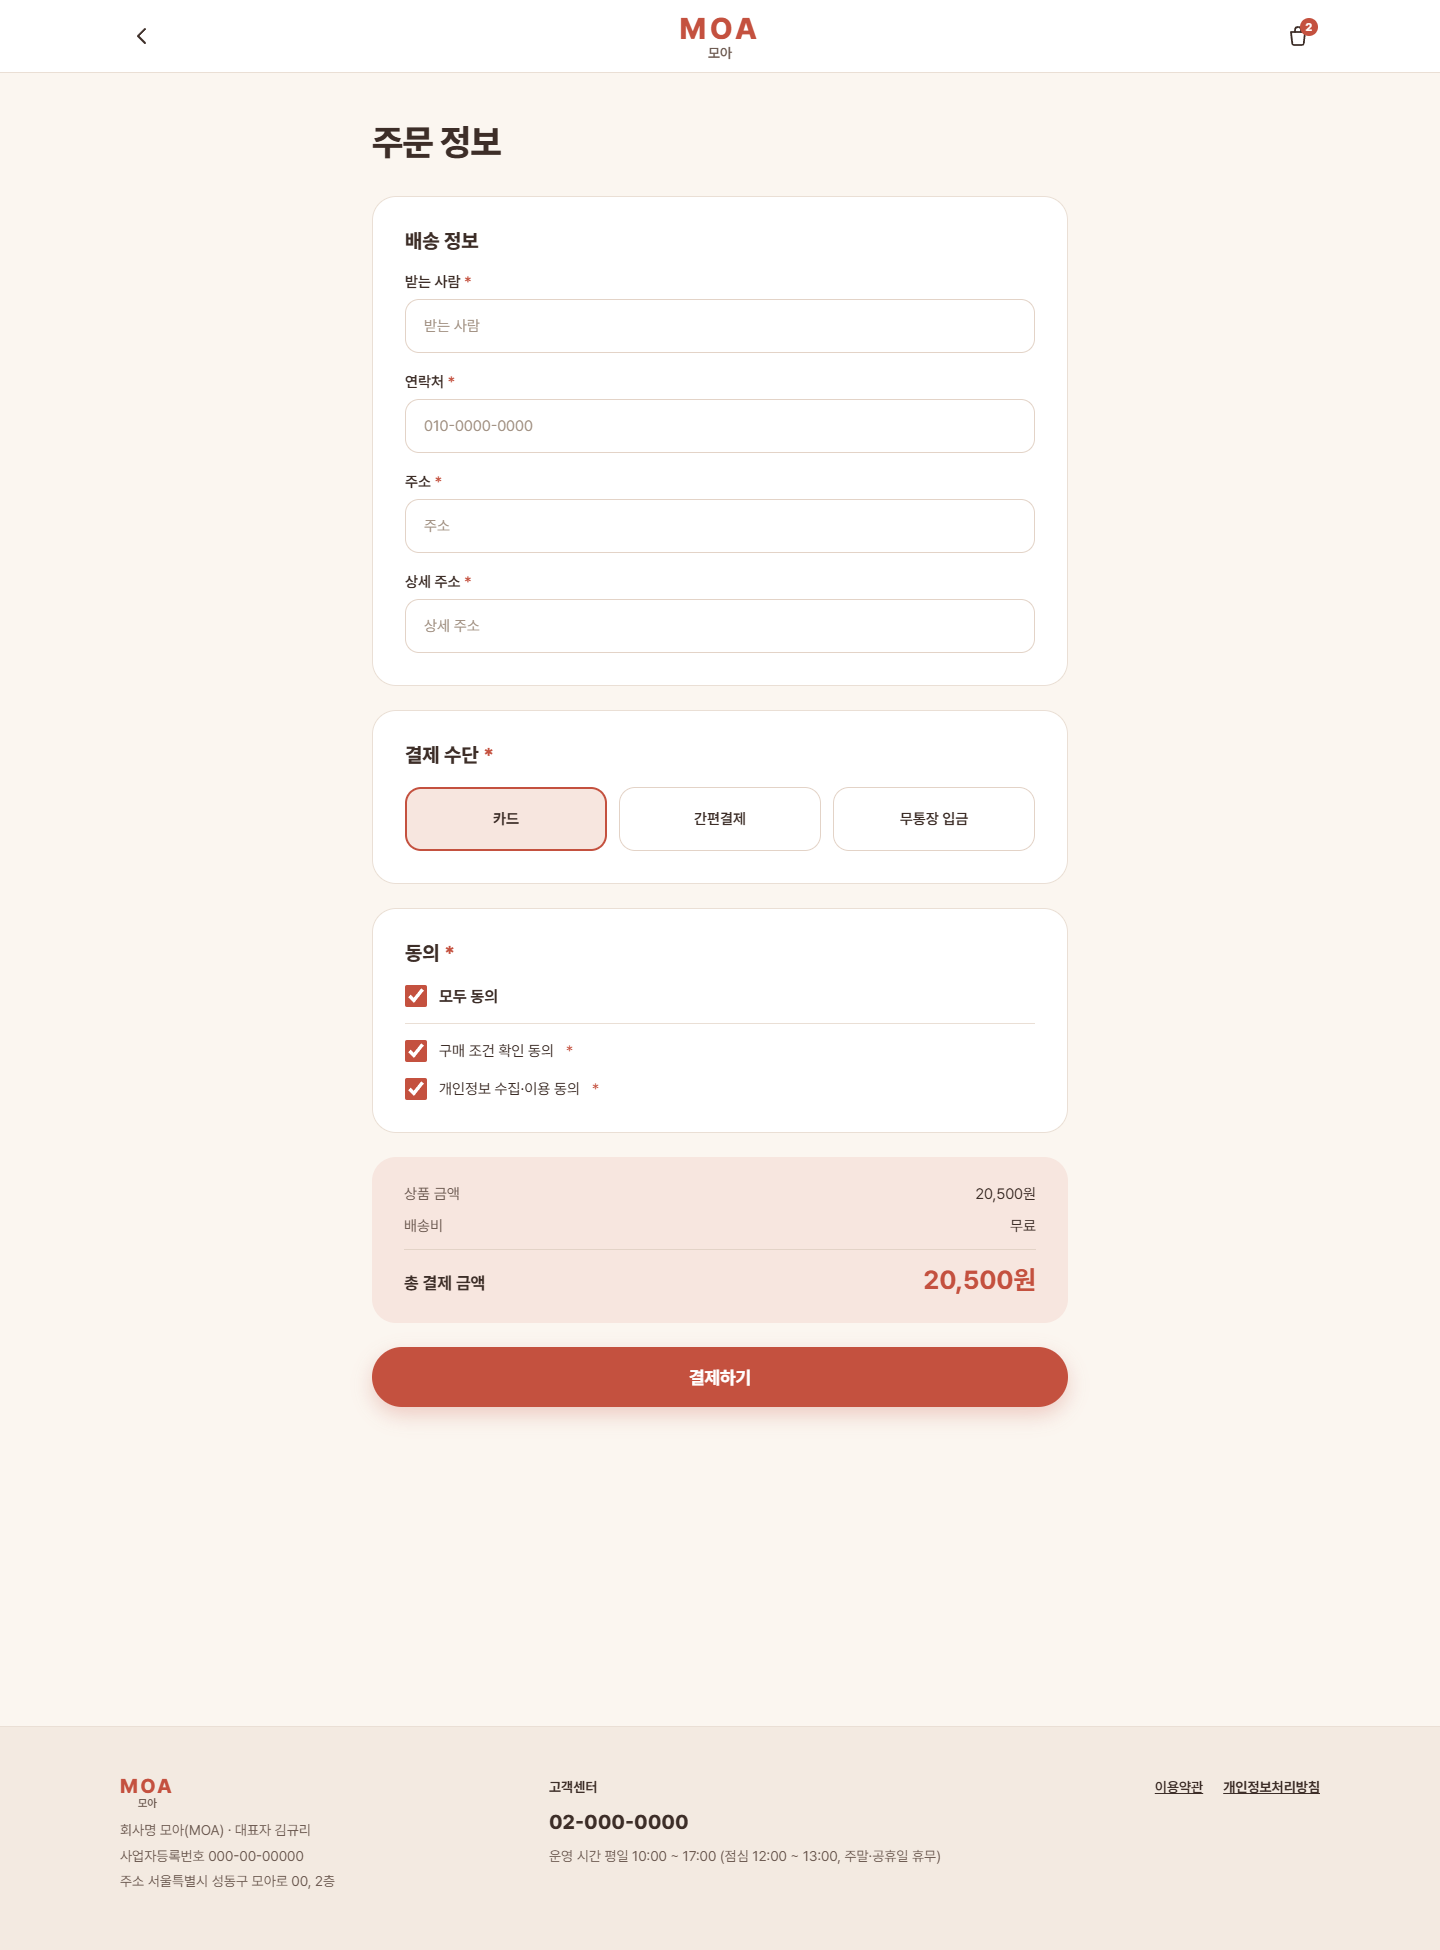 MOA
모아
2
주문 정보
배송 정보
받는 사람 *
받는 사람
연락처 *
010-0000-0000
주소 *
주소
상세 주소 *
상세 주소
결제 수단 *
카드
간편결제
무통장 입금
동의 *
모두 동의
구매 조건 확인 동의 *
개인정보 수집·이용 동의 *
상품 금액 20,500원
배송비 무료
총 결제 금액 20,500원
결제하기
MOA
모아
회사명 모아(MOA) · 대표자 김규리
사업자등록번호 000-00-00000
주소 서울특별시 성동구 모아로 00, 2층
고객센터
02-000-0000
운영 시간 평일 10:00 ~ 17:00 (점심 12:00 ~ 13:00, 주말·공휴일 휴무)
이용약관 개인정보처리방침